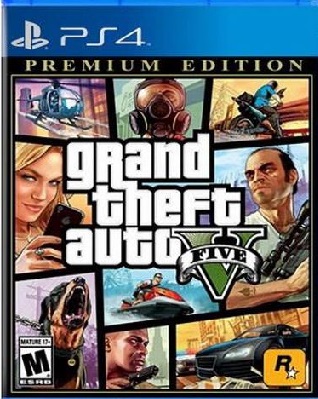 PS4
PREMIUM EDITION
grand
theft
auto
V
FIVE
MATURE 17+
M
ESRB
R